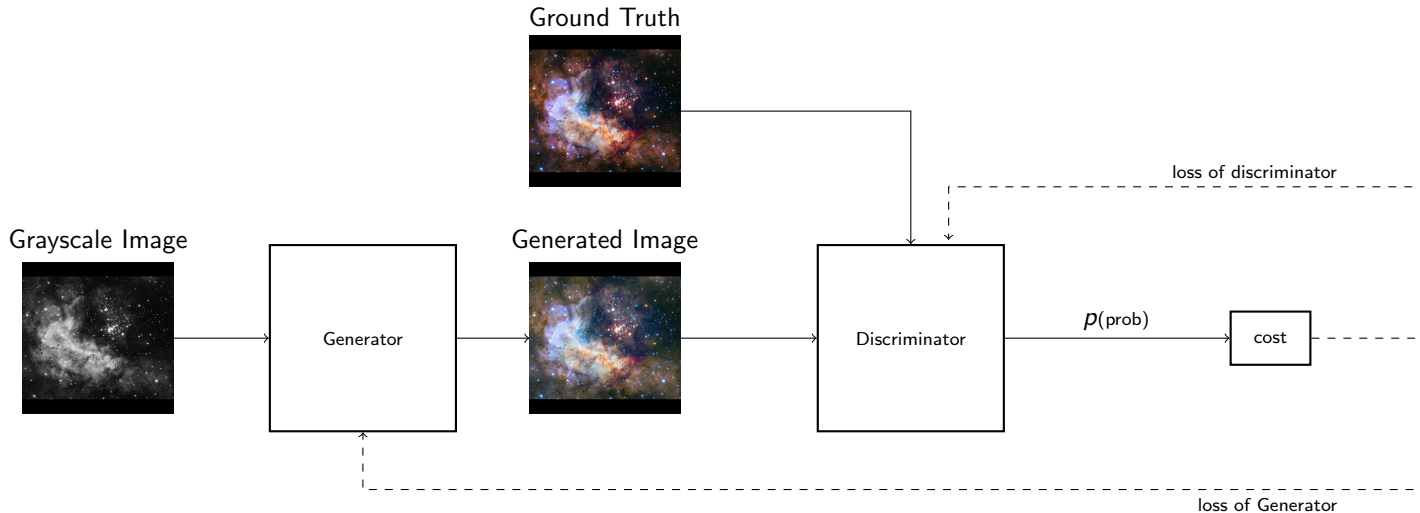 Ground Truth
loss of discriminator
Grayscale Image
Generated Image
Generator
Discriminator
p(prob)
cost
loss of Generator